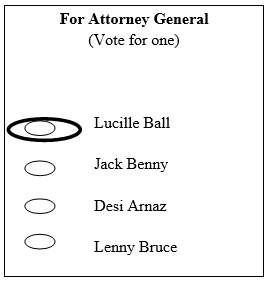 For Attorney General
(Vote for one)
Lucille Ball
Jack Benny
Desi Arnaz
Lenny Bruce